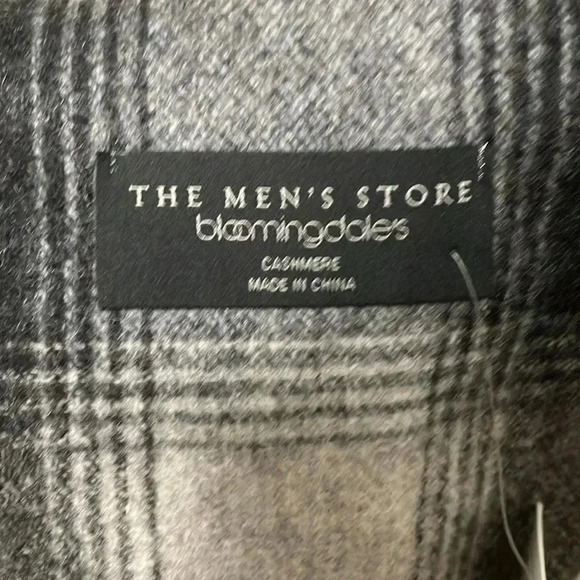 THE MEN'S STORE
bloomingdale's
CASHMERE
MADE IN CHINA